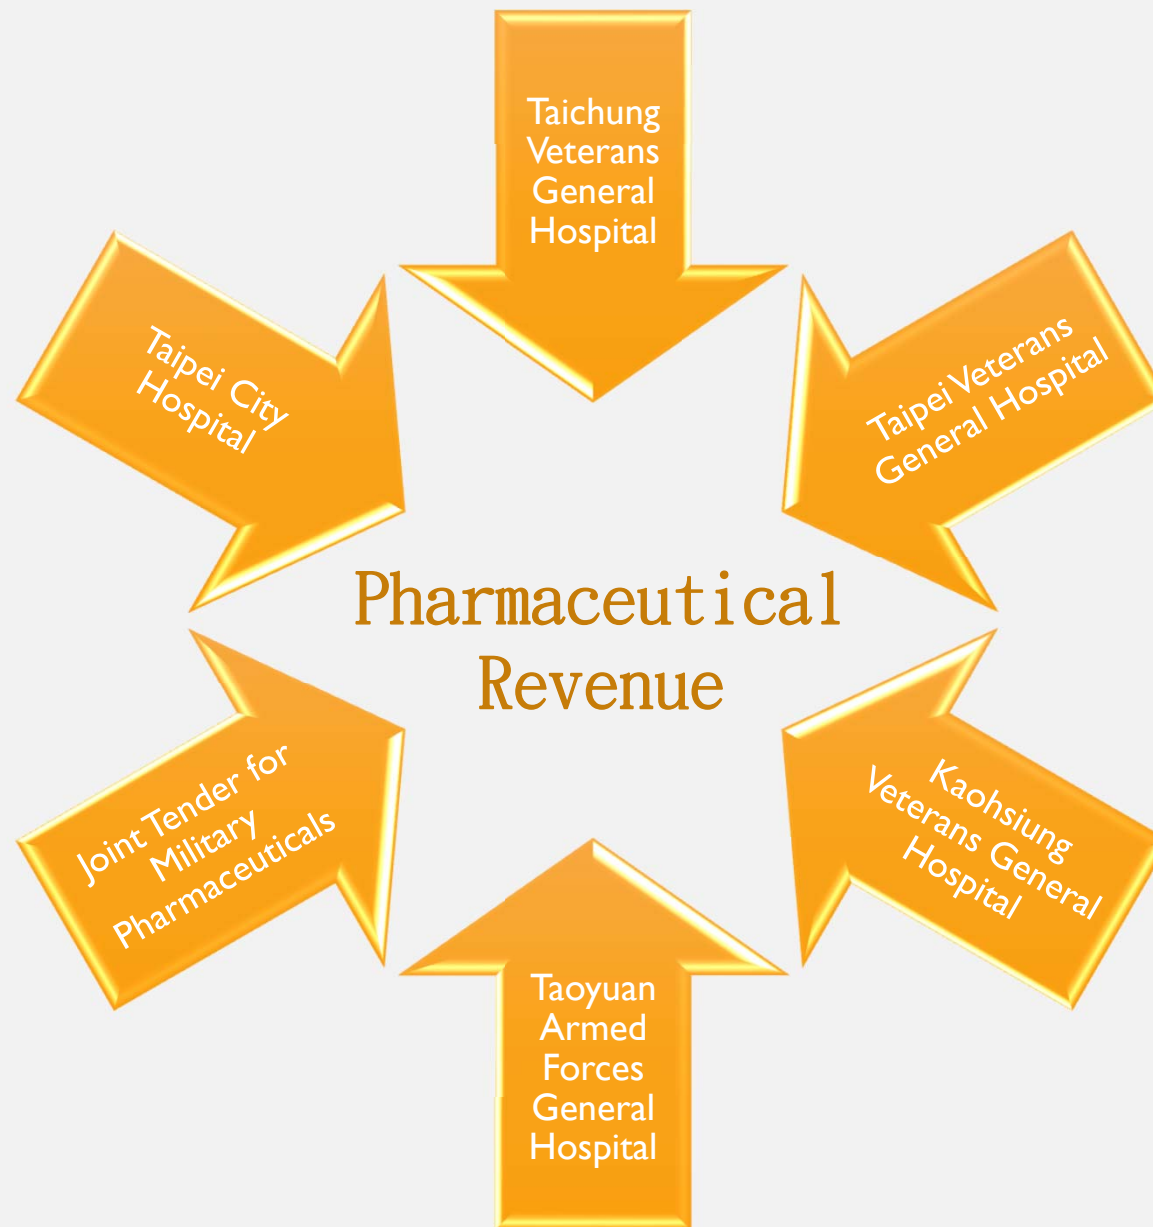 Taichung
Veterans
General
Hospital
Taipei City
Hospital
Taipei Veterans
General Hospital
Pharmaceutical
Revenue
Joint Tender for
Military
Pharmaceuticals
Kaohsiung
Veterans General
Hospital
Taoyuan
Armed
Forces
General
Hospital